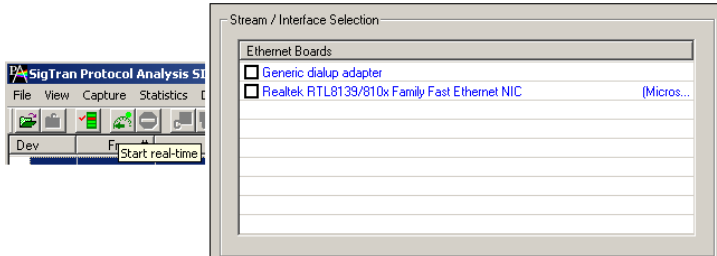 Stream / Interface Selection
Ethernet Boards
Generic dialup adapter
Realtek RTL8139/810x Family Fast Ethernet NIC (Micros...
PA SigTran Protocol Analysis
File View Capture Statistics
Dev
Start real-time